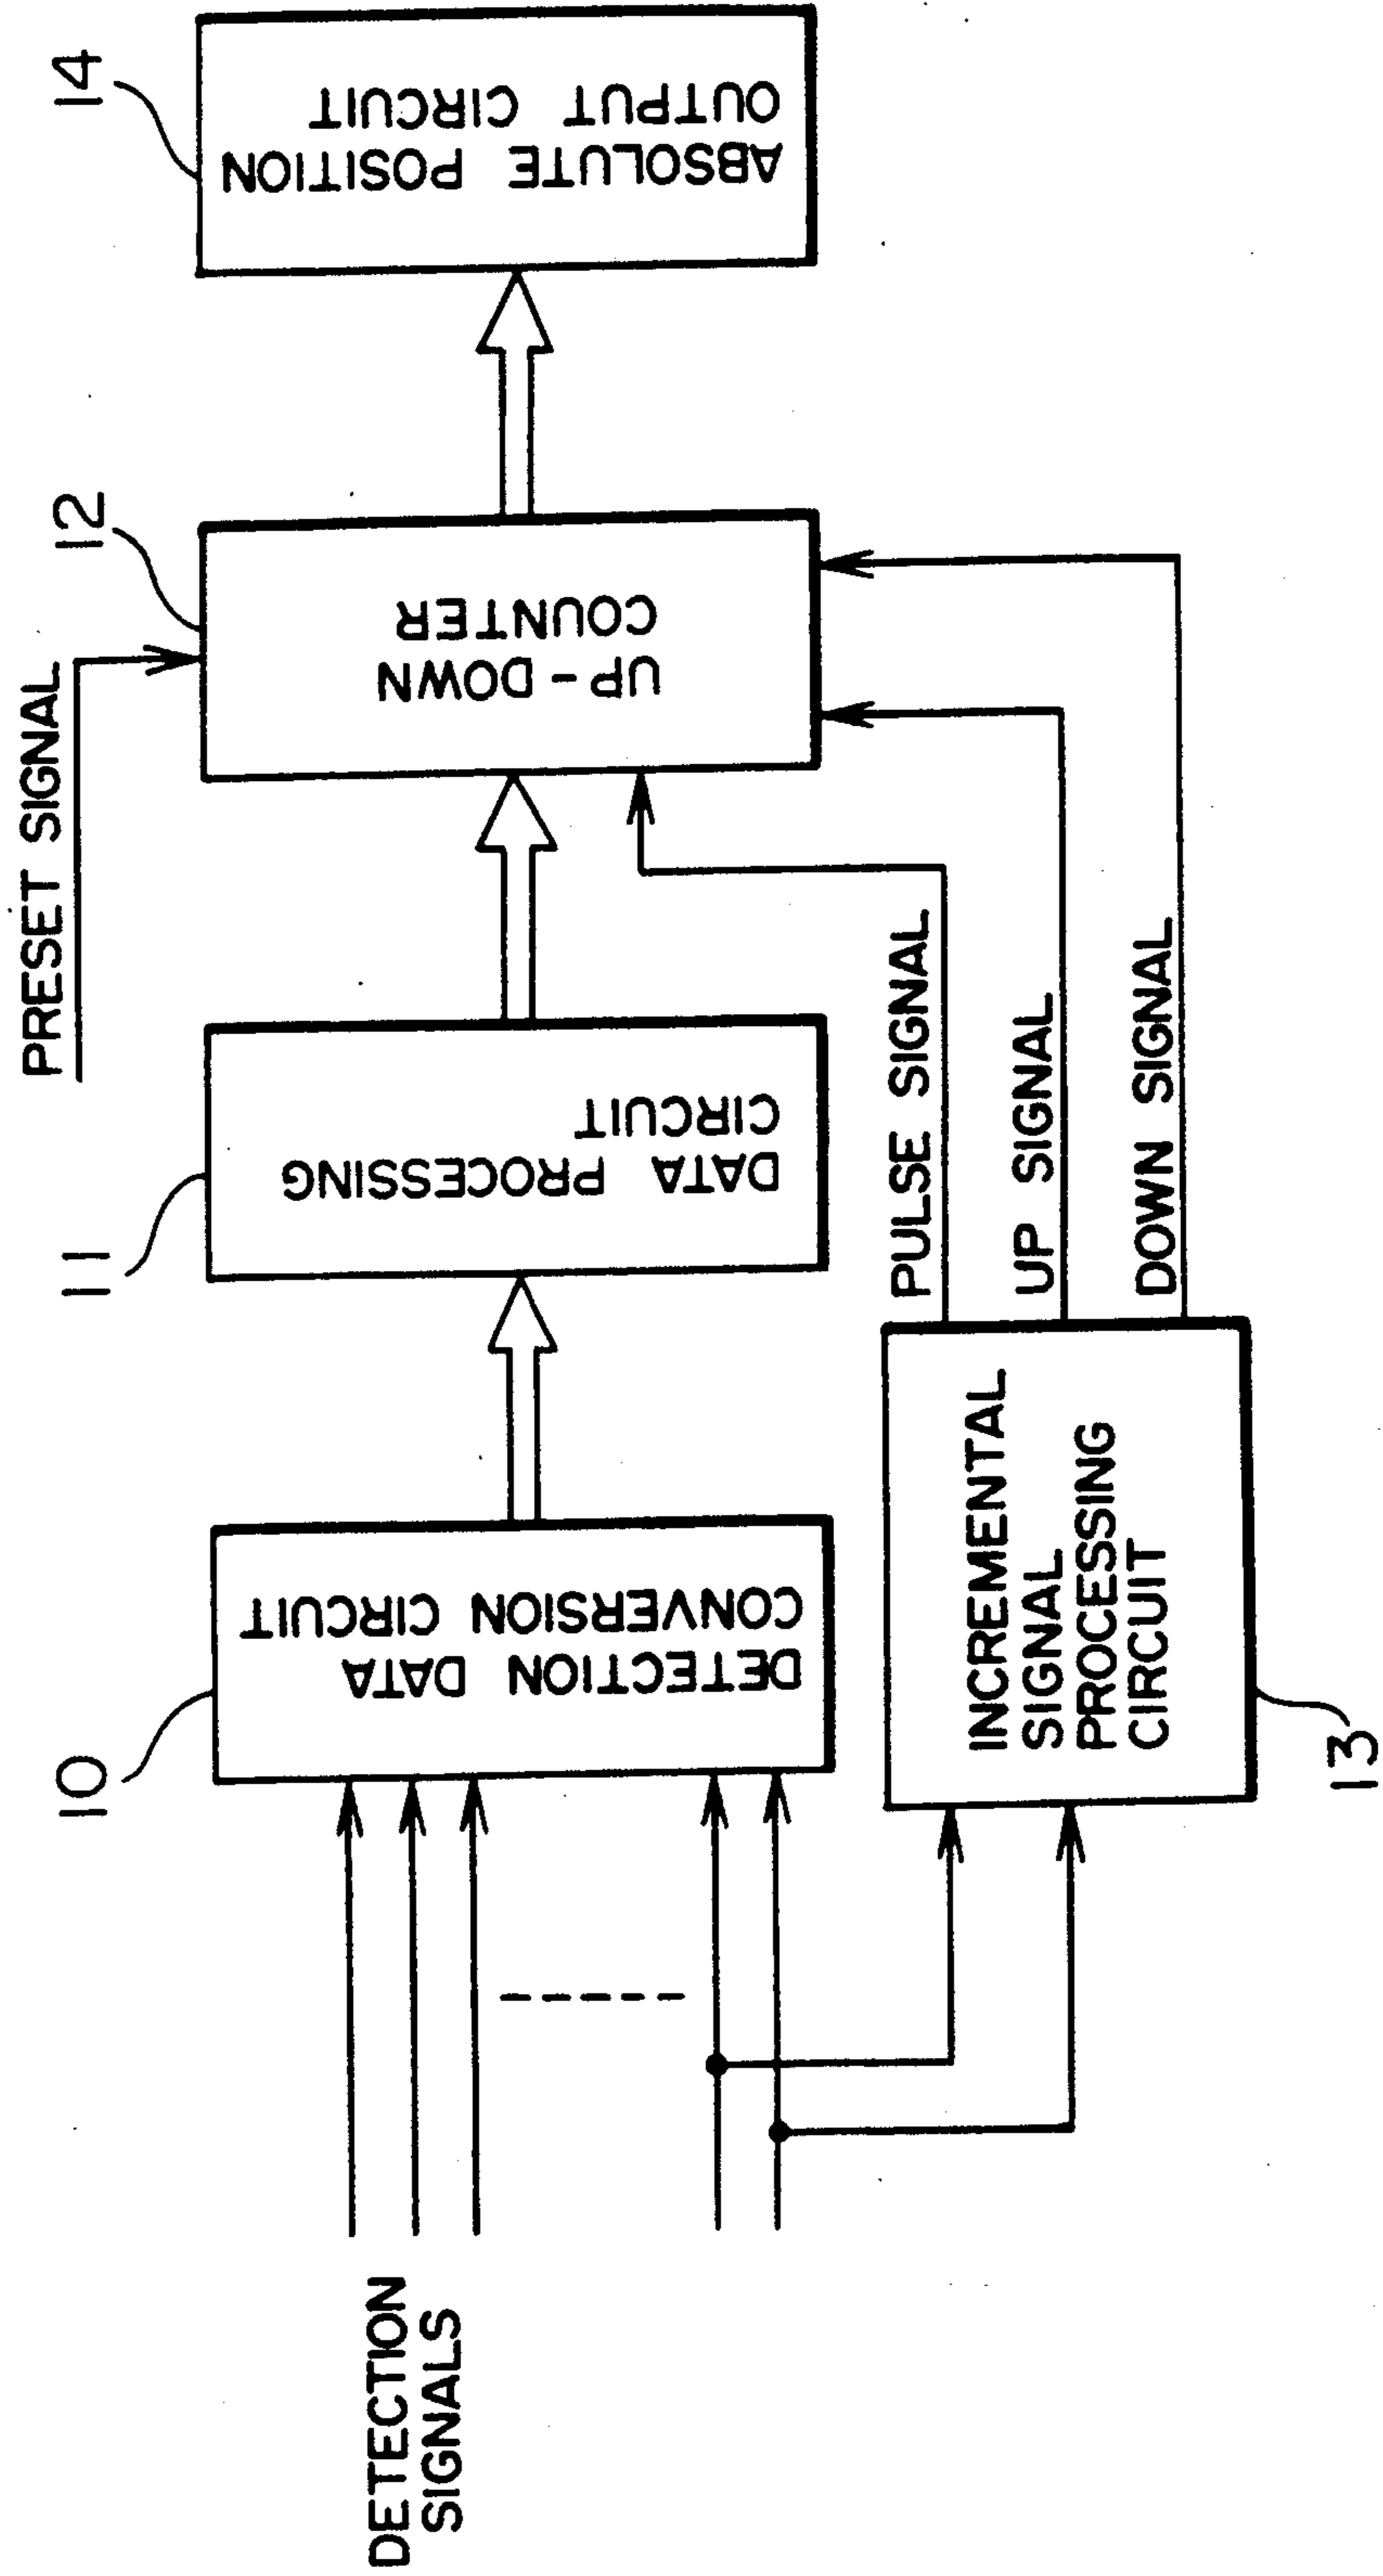 DETECTION
SIGNALS
10
DETECTION DATA
CONVERSION CIRCUIT
11
DATA PROCESSING
CIRCUIT
PRESET SIGNAL
12
UP-DOWN
COUNTER
14
ABSOLUTE POSITION
OUTPUT CIRCUIT
INCREMENTAL
SIGNAL
PROCESSING
CIRCUIT
13
PULSE SIGNAL
UP SIGNAL
DOWN SIGNAL